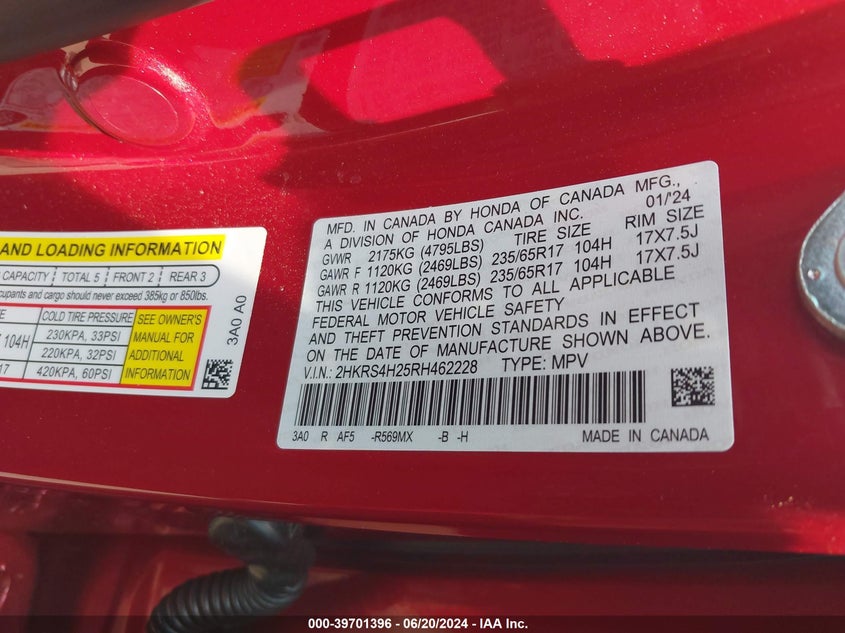 AND LOADING INFORMATION
CAPACITY TOTAL 5 FRONT 2 REAR 3
cupants and cargo should never exceed 385kg or 850lbs.
E COLD TIRE PRESSURE SEE OWNER'S MANUAL FOR ADDITIONAL INFORMATION
104H 230KPA, 33PSI
220KPA, 32PSI
17 420KPA, 60PSI
3A0 A0
MFD. IN CANADA BY HONDA OF CANADA MFG.,
A DIVISION OF HONDA CANADA INC. 01/'24
GVWR 2175KG (4795LBS) TIRE SIZE RIM SIZE
GAWR F 1120KG (2469LBS) 235/65R17 104H 17X7.5J
GAWR R 1120KG (2469LBS) 235/65R17 104H 17X7.5J
THIS VEHICLE CONFORMS TO ALL APPLICABLE
FEDERAL MOTOR VEHICLE SAFETY
AND THEFT PREVENTION STANDARDS IN EFFECT
ON THE DATE OF MANUFACTURE SHOWN ABOVE.
V.I.N.: 2HKRS4H25RH462228 TYPE: MPV
3A0 R AF5 -R569MX -B -H MADE IN CANADA
000-39701396 - 06/20/2024 - IAA Inc.